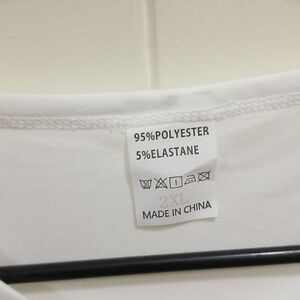 95%POLYESTER
5%ELASTANE
2XL
MADE IN CHINA